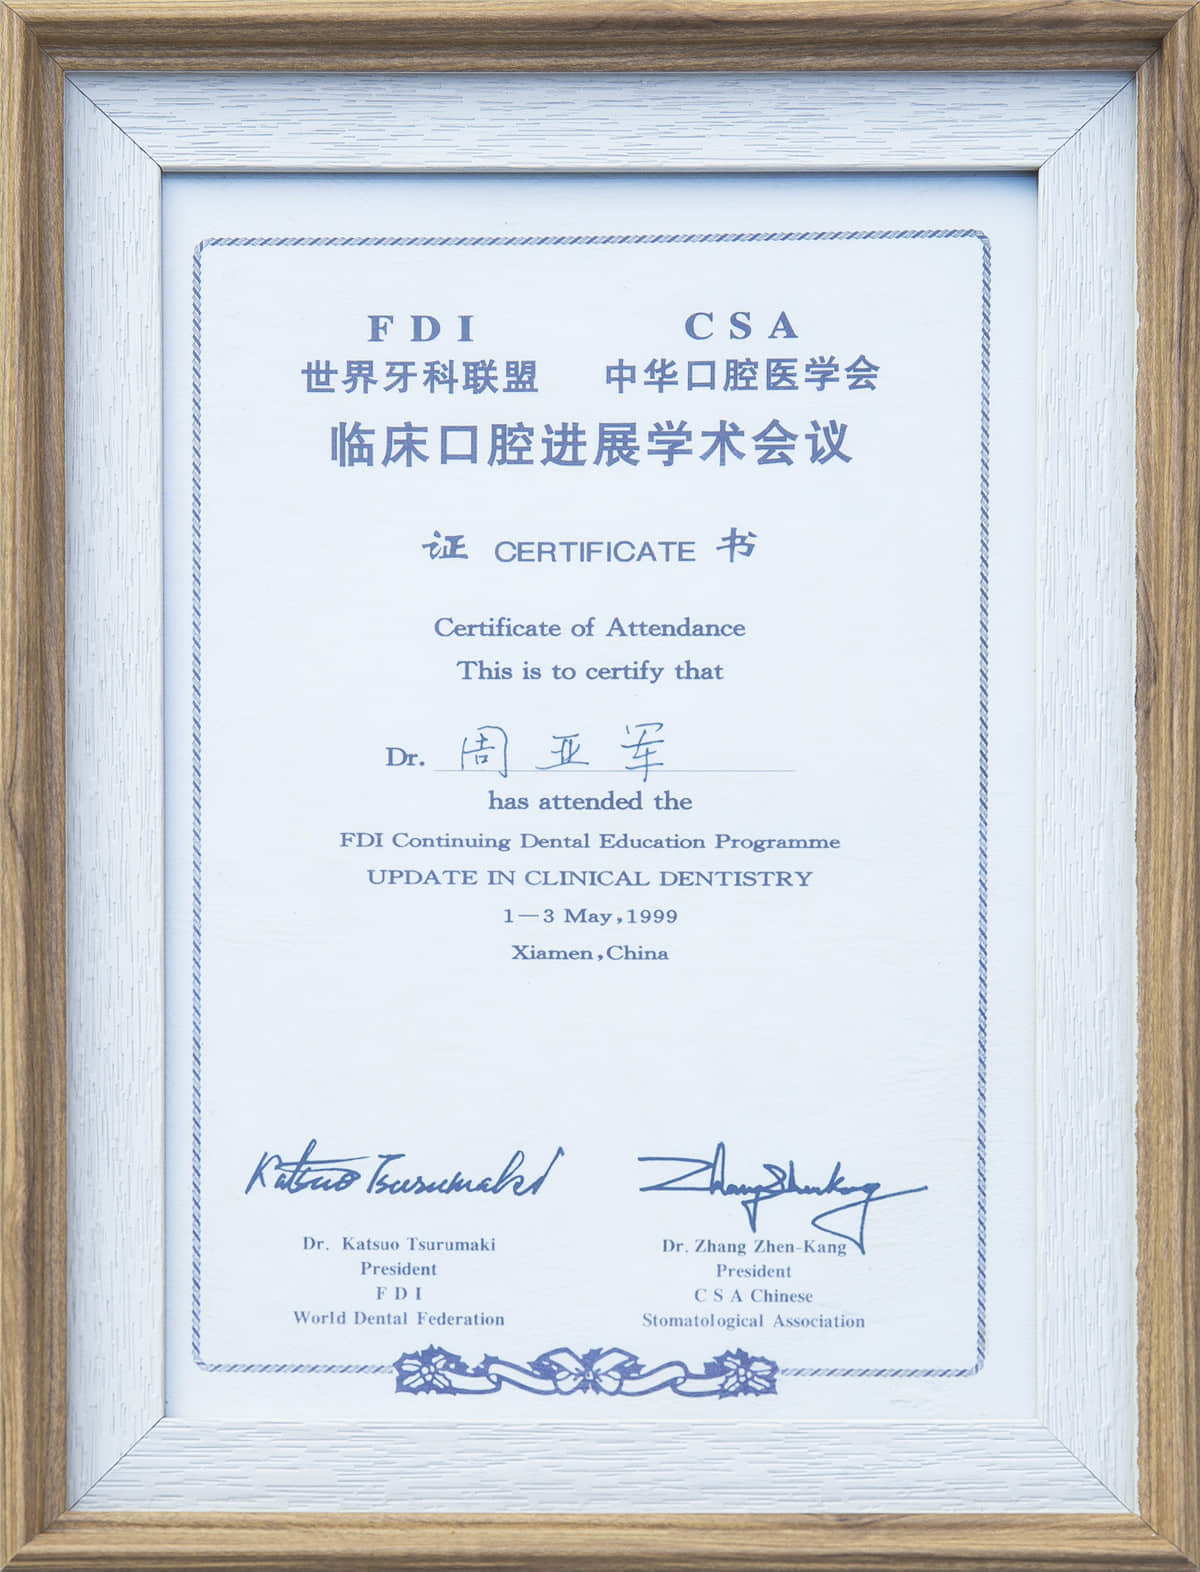 FDI CSA
世界牙科联盟 中华口腔医学会
临床口腔进展学术会议
证 CERTIFICATE 书
Certificate of Attendance
This is to certify that
Dr. 周亚军
has attended the
FDI Continuing Dental Education Programme
UPDATE IN CLINICAL DENTISTRY
1—3 May,1999
Xiamen,China
Katsuo Tsurumaki
Zhang Zhenkang
Dr. Katsuo Tsurumaki
President
F D I
World Dental Federation
Dr. Zhang Zhen-Kang
President
C S A Chinese
Stomatological Association